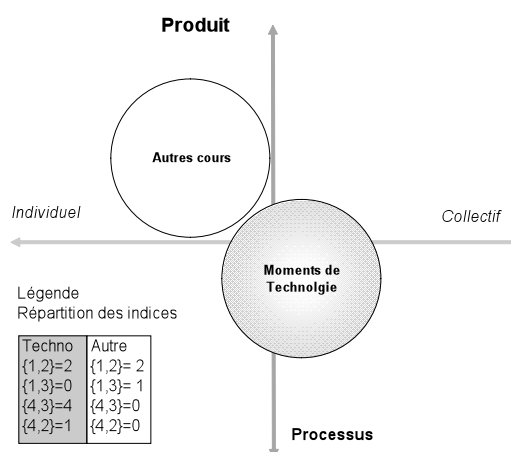 Produit
Autres cours
Individuel
Collectif
Moments de
Technolgie
Légende
Répartition des indices
Techno Autre
{1,2}=2 {1,2}= 2
{1,3}=0 {1,3}= 1
{4,3}=4 {4,3}=0
{4,2}=1 {4,2}=0
Processus